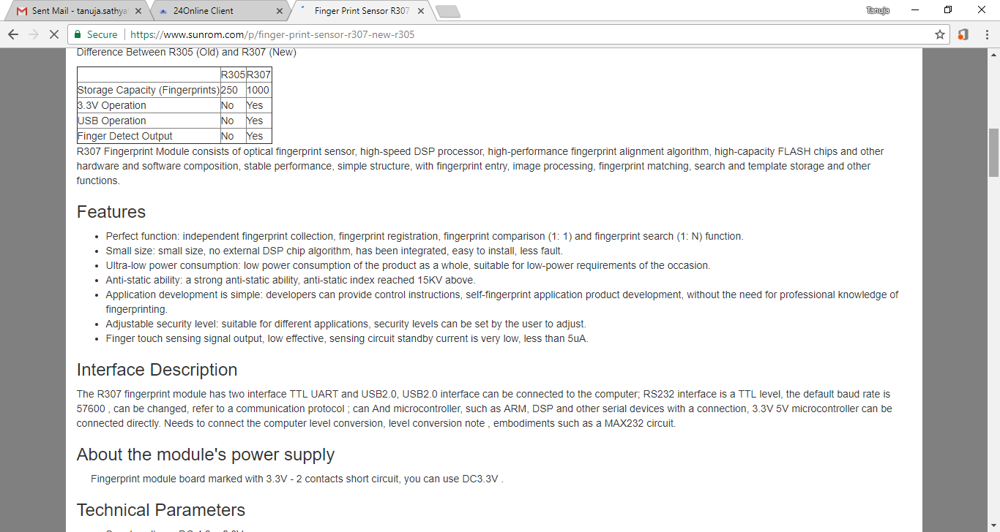 Sent Mail - tanuja.sathya
24Online Client
Finger Print Sensor R307
Tanuja
Secure
https://www.sunrom.com/p/finger-print-sensor-r307-new-r305
Difference Between R305 (Old) and R307 (New)
R305 R307
Storage Capacity (Fingerprints) 250 1000
3.3V Operation No Yes
USB Operation No Yes
Finger Detect Output No Yes
R307 Fingerprint Module consists of optical fingerprint sensor, high-speed DSP processor, high-performance fingerprint alignment algorithm, high-capacity FLASH chips and other
hardware and software composition, stable performance, simple structure, with fingerprint entry, image processing, fingerprint matching, search and template storage and other
functions.
Features
• Perfect function: independent fingerprint collection, fingerprint registration, fingerprint comparison (1: 1) and fingerprint search (1: N) function.
• Small size: small size, no external DSP chip algorithm, has been integrated, easy to install, less fault.
• Ultra-low power consumption: low power consumption of the product as a whole, suitable for low-power requirements of the occasion.
• Anti-static ability: a strong anti-static ability, anti-static index reached 15KV above.
• Application development is simple: developers can provide control instructions, self-fingerprint application product development, without the need for professional knowledge of
fingerprinting.
• Adjustable security level: suitable for different applications, security levels can be set by the user to adjust.
• Finger touch sensing signal output, low effective, sensing circuit standby current is very low, less than 5uA.
Interface Description
The R307 fingerprint module has two interface TTL UART and USB2.0, USB2.0 interface can be connected to the computer; RS232 interface is a TTL level, the default baud rate is
57600 , can be changed, refer to a communication protocol ; can And microcontroller, such as ARM, DSP and other serial devices with a connection, 3.3V 5V microcontroller can be
connected directly. Needs to connect the computer level conversion, level conversion note , embodiments such as a MAX232 circuit.
About the module's power supply
Fingerprint module board marked with 3.3V - 2 contacts short circuit, you can use DC3.3V .
Technical Parameters